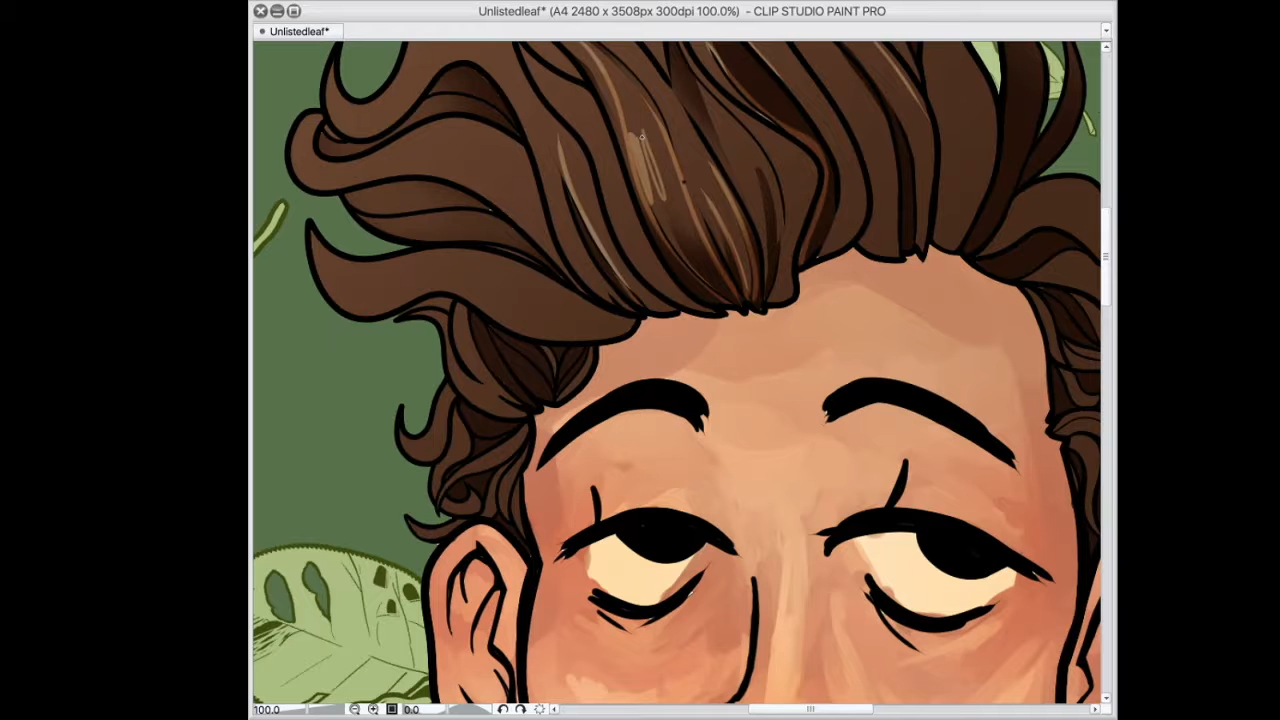 Unlistedleaf* (A4 2480 x 3508px 300dpi 100.0%) - CLIP STUDIO PAINT PRO
Unlistedleaf*
100.0
0.0